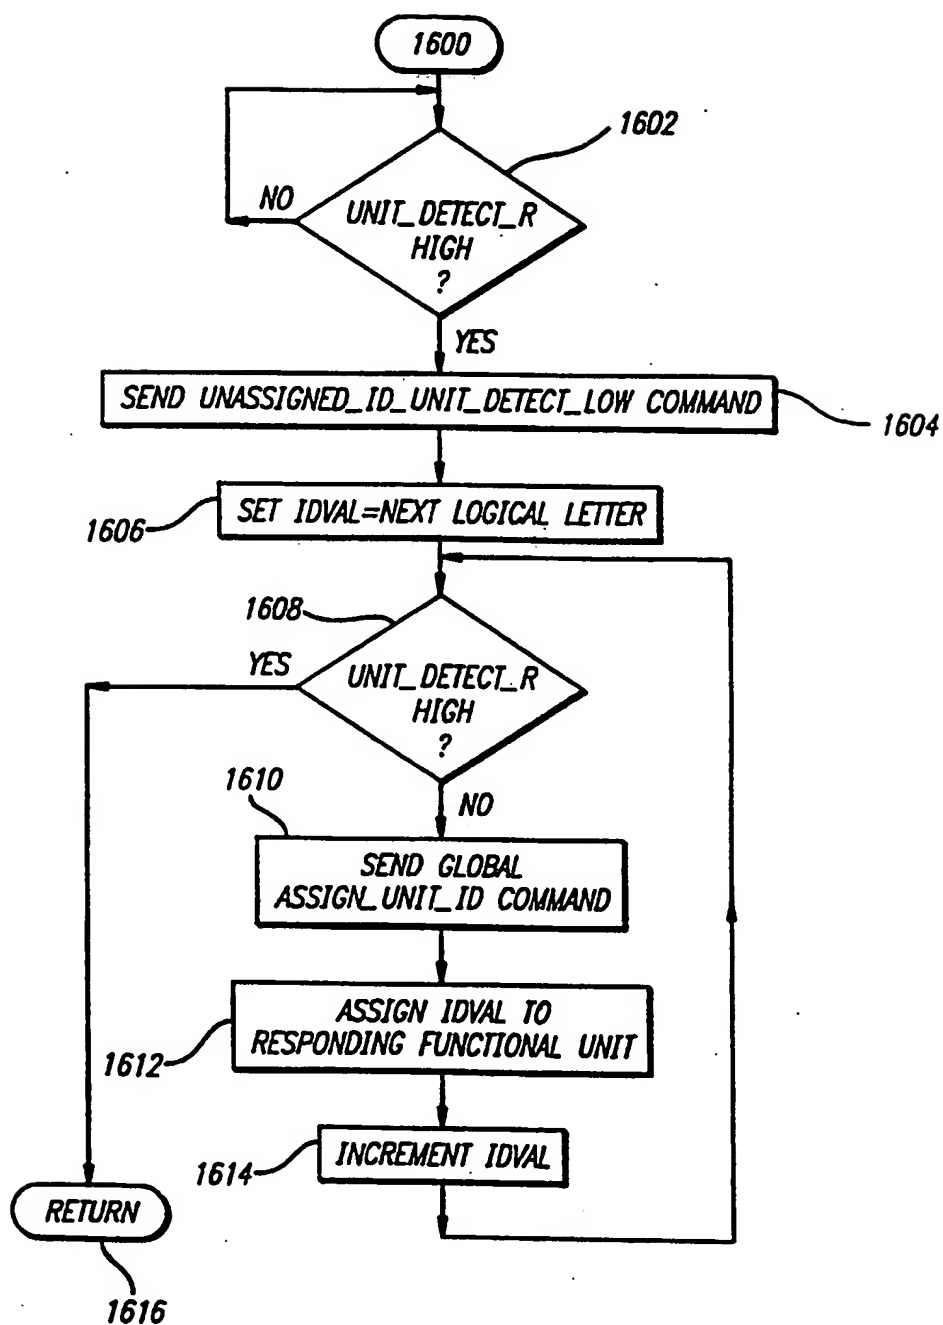 1600
1602
NO
UNIT_DETECT_R
HIGH
?
YES
SEND UNASSIGNED_ID_UNIT_DETECT_LOW COMMAND
1604
SET IDVAL=NEXT LOGICAL LETTER
1606
1608
YES
UNIT_DETECT_R
HIGH
?
1610
NO
SEND GLOBAL
ASSIGN_UNIT_ID COMMAND
ASSIGN IDVAL TO
RESPONDING FUNCTIONAL UNIT
1612
INCREMENT IDVAL
1614
RETURN
1616